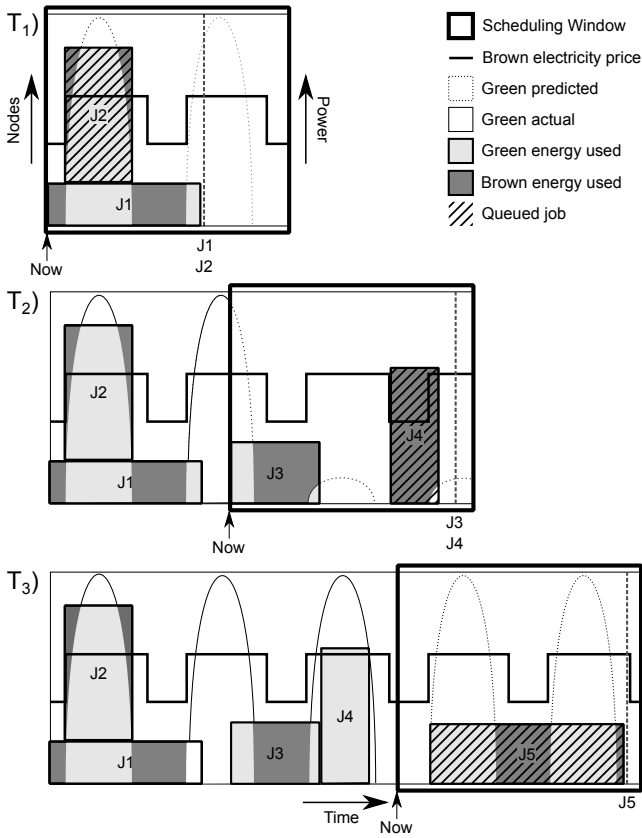 T₁)
Nodes
Power
J2
J1
Now
J1
J2
Scheduling Window
Brown electricity price
Green predicted
Green actual
Green energy used
Brown energy used
Queued job
T₂)
J2
J1
J3
J4
Now
J3
J4
T₃)
J2
J1
J3
J4
J5
Time
Now
J5